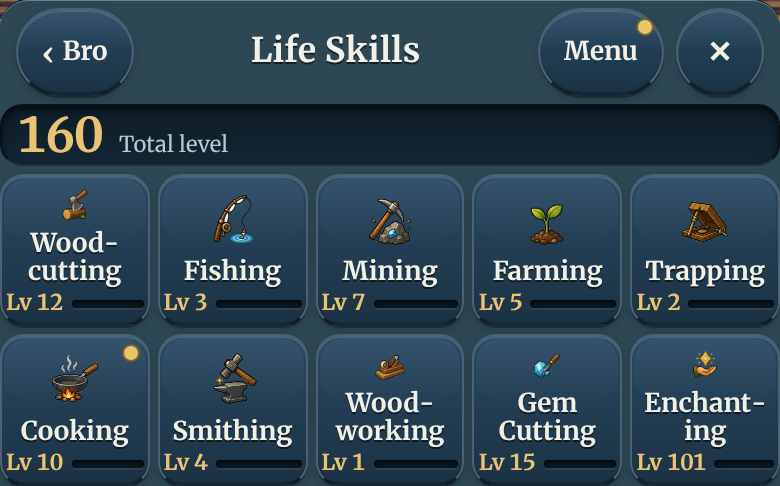 ‹ Bro
Life Skills
Menu
×
160 Total level
Wood-
cutting
Lv 12
Fishing
Lv 3
Mining
Lv 7
Farming
Lv 5
Trapping
Lv 2
Cooking
Lv 10
Smithing
Lv 4
Wood-
working
Lv 1
Gem
Cutting
Lv 15
Enchant-
ing
Lv 101